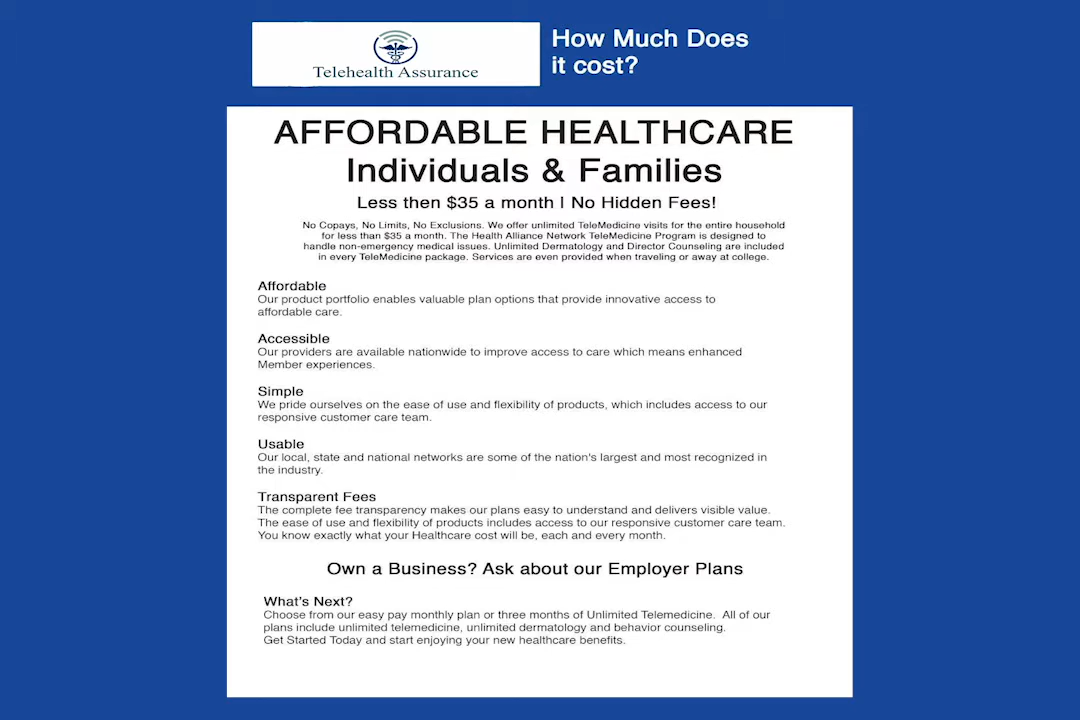 Telehealth Assurance
How Much Does
it cost?
AFFORDABLE HEALTHCARE
Individuals & Families
Less then $35 a month | No Hidden Fees!
No Copays, No Limits, No Exclusions. We offer unlimited TeleMedicine visits for the entire household
for less than $35 a month. The Health Alliance Network TeleMedicine Program is designed to
handle non-emergency medical issues. Unlimited Dermatology and Director Counseling are included
in every TeleMedicine package. Services are even provided when traveling or away at college.
Affordable
Our product portfolio enables valuable plan options that provide innovative access to
affordable care.
Accessible
Our providers are available nationwide to improve access to care which means enhanced
Member experiences.
Simple
We pride ourselves on the ease of use and flexibility of products, which includes access to our
responsive customer care team.
Usable
Our local, state and national networks are some of the nation's largest and most recognized in
the industry.
Transparent Fees
The complete fee transparency makes our plans easy to understand and delivers visible value.
The ease of use and flexibility of products includes access to our responsive customer care team.
You know exactly what your Healthcare cost will be, each and every month.
Own a Business? Ask about our Employer Plans
What's Next?
Choose from our easy pay monthly plan or three months of Unlimited Telemedicine. All of our
plans include unlimited telemedicine, unlimited dermatology and behavior counseling.
Get Started Today and start enjoying your new healthcare benefits.